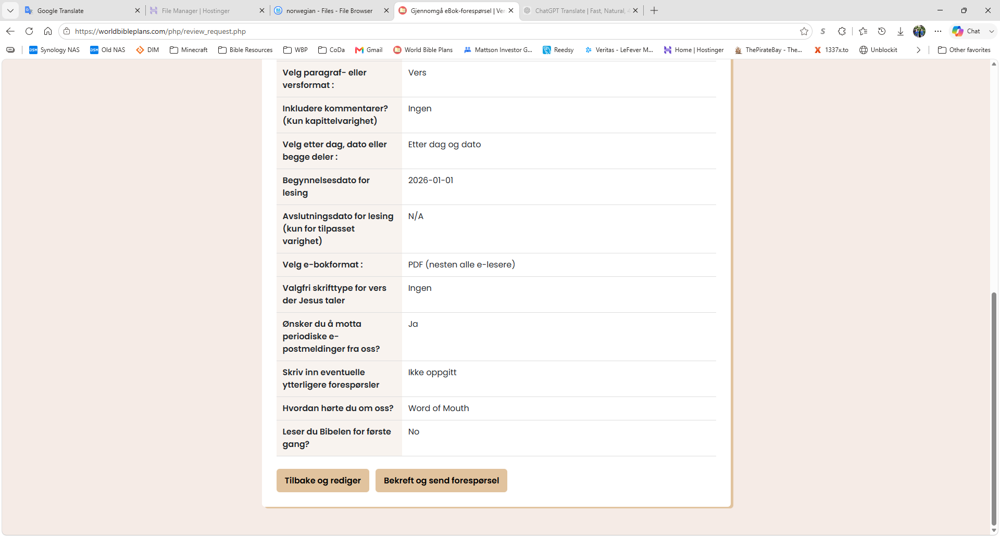 Google Translate
File Manager | Hostinger
norwegian - Files - File Browser
Gjennomgå eBok-forespørsel | Ver
ChatGPT Translate | Fast, Natural,
https://worldbibleplans.com/php/review_request.php
S
Chat
DSM Synology NAS
DSM Old NAS
DIM
Minecraft
Bible Resources
WBP
CoDa
Gmail
World Bible Plans
Mattson Investor G...
Reedsy
Veritas - LeFever M...
Home | Hostinger
ThePirateBay - The...
1337x.to
Unblockit
Other favorites
Velg paragraf- eller
versformat :
Vers
Inkludere kommentarer?
(Kun kapittelvarighet)
Ingen
Velg etter dag, dato eller
begge deler :
Etter dag og dato
Begynnelsesdato for
lesing
2026-01-01
Avslutningsdato for lesing
(kun for tilpasset
varighet)
N/A
Velg e-bokformat :
PDF (nesten alle e-lesere)
Valgfri skrifttype for vers
der Jesus taler
Ingen
Ønsker du å motta
periodiske e-
postmeldinger fra oss?
Ja
Skriv inn eventuelle
ytterligere forespørsler
Ikke oppgitt
Hvordan hørte du om oss?
Word of Mouth
Leser du Bibelen for første
gang?
No
Tilbake og rediger
Bekreft og send forespørsel